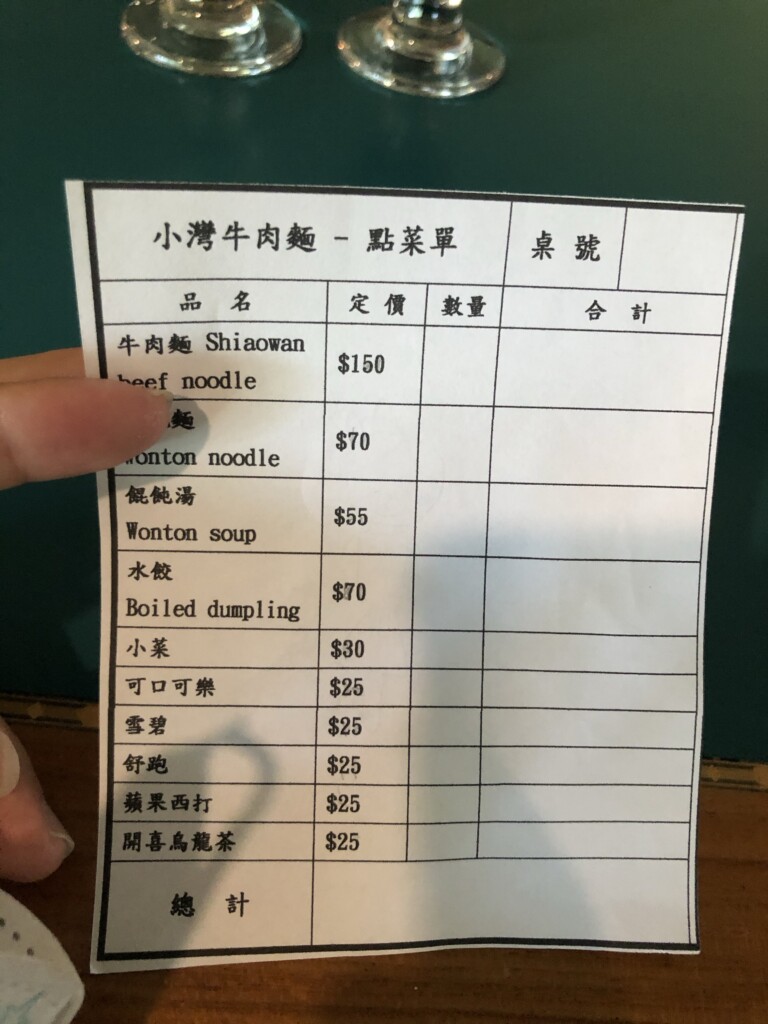 小灣牛肉麵 - 點菜單 桌號
品名 定價 數量 合計
牛肉麵 Shiaowan
beef noodle $150
麵
wonton noodle $70
餛飩湯
Wonton soup $55
水餃
Boiled dumpling $70
小菜 $30
可口可樂 $25
雪碧 $25
舒跑 $25
蘋果西打 $25
開喜烏龍茶 $25
總計